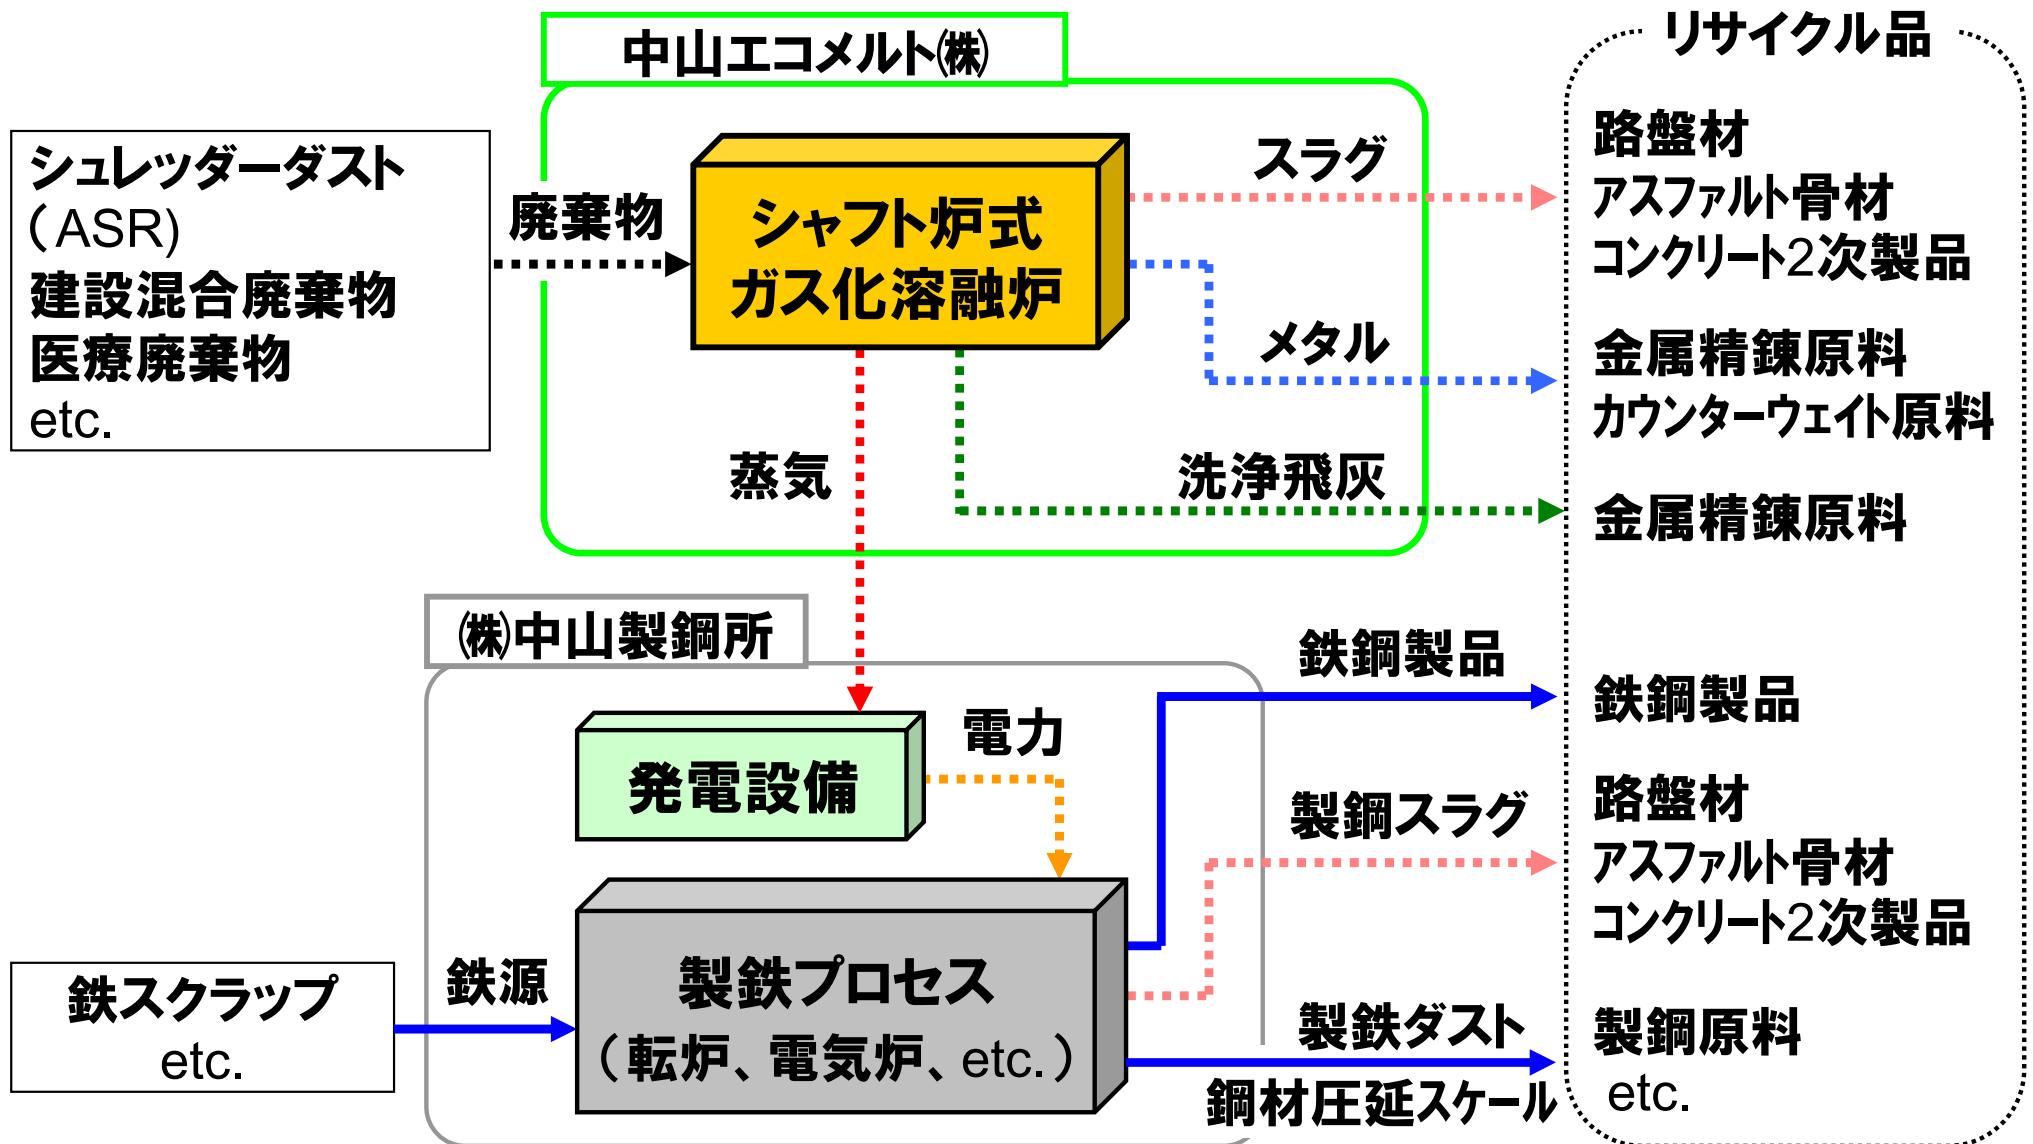 中山エコメルト㈱
リサイクル品
シュレッダーダスト
（ASR)
建設混合廃棄物
医療廃棄物
etc.
廃棄物
シャフト炉式
ガス化溶融炉
スラグ
メタル
蒸気
洗浄飛灰
路盤材
アスファルト骨材
コンクリート2次製品
金属精錬原料
カウンターウェイト原料
金属精錬原料
㈱中山製鋼所
発電設備
電力
鉄スクラップ
etc.
鉄源
製鉄プロセス
（転炉、電気炉、etc.）
鉄鋼製品
製鋼スラグ
製鉄ダスト
鋼材圧延スケール
鉄鋼製品
路盤材
アスファルト骨材
コンクリート2次製品
製鋼原料
etc.